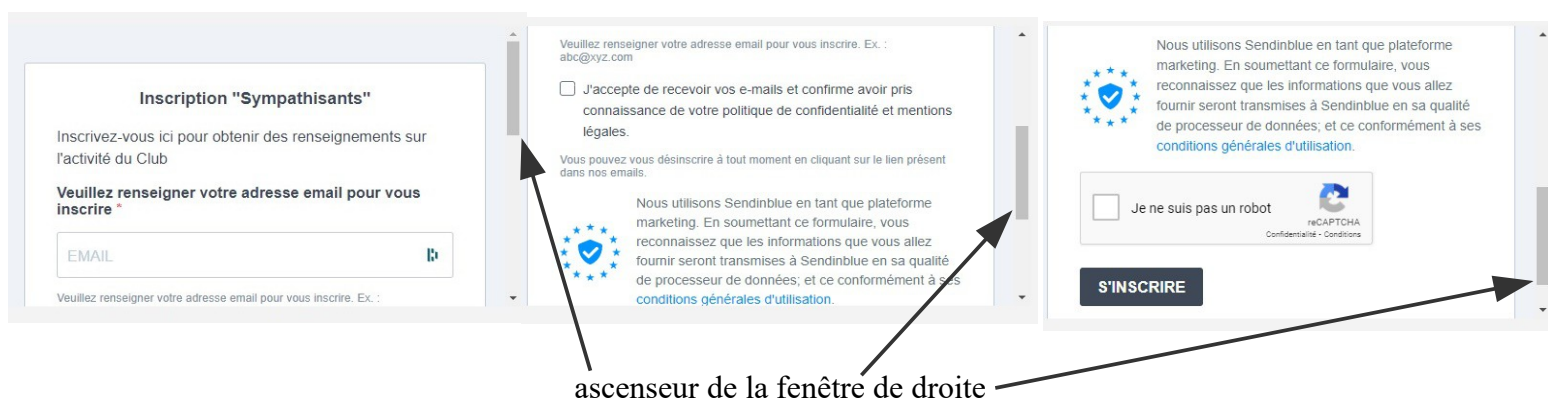 Inscription "Sympathisants"
Inscrivez-vous ici pour obtenir des renseignements sur
l'activité du Club
Veuillez renseigner votre adresse email pour vous
inscrire *
EMAIL
Veuillez renseigner votre adresse email pour vous inscrire. Ex. :
Veuillez renseigner votre adresse email pour vous inscrire. Ex. :
abc@xyz.com
J'accepte de recevoir vos e-mails et confirme avoir pris
connaissance de votre politique de confidentialité et mentions
légales.
Vous pouvez vous désinscrire à tout moment en cliquant sur le lien présent
dans nos emails.
Nous utilisons Sendinblue en tant que plateforme
marketing. En soumettant ce formulaire, vous
reconnaissez que les informations que vous allez
fournir seront transmises à Sendinblue en sa qualité
de processeur de données; et ce conformément à ses
conditions générales d'utilisation.
Nous utilisons Sendinblue en tant que plateforme
marketing. En soumettant ce formulaire, vous
reconnaissez que les informations que vous allez
fournir seront transmises à Sendinblue en sa qualité
de processeur de données; et ce conformément à ses
conditions générales d'utilisation.
Je ne suis pas un robot
reCAPTCHA
Confidentialité - Conditions
S'INSCRIRE
ascenseur de la fenêtre de droite